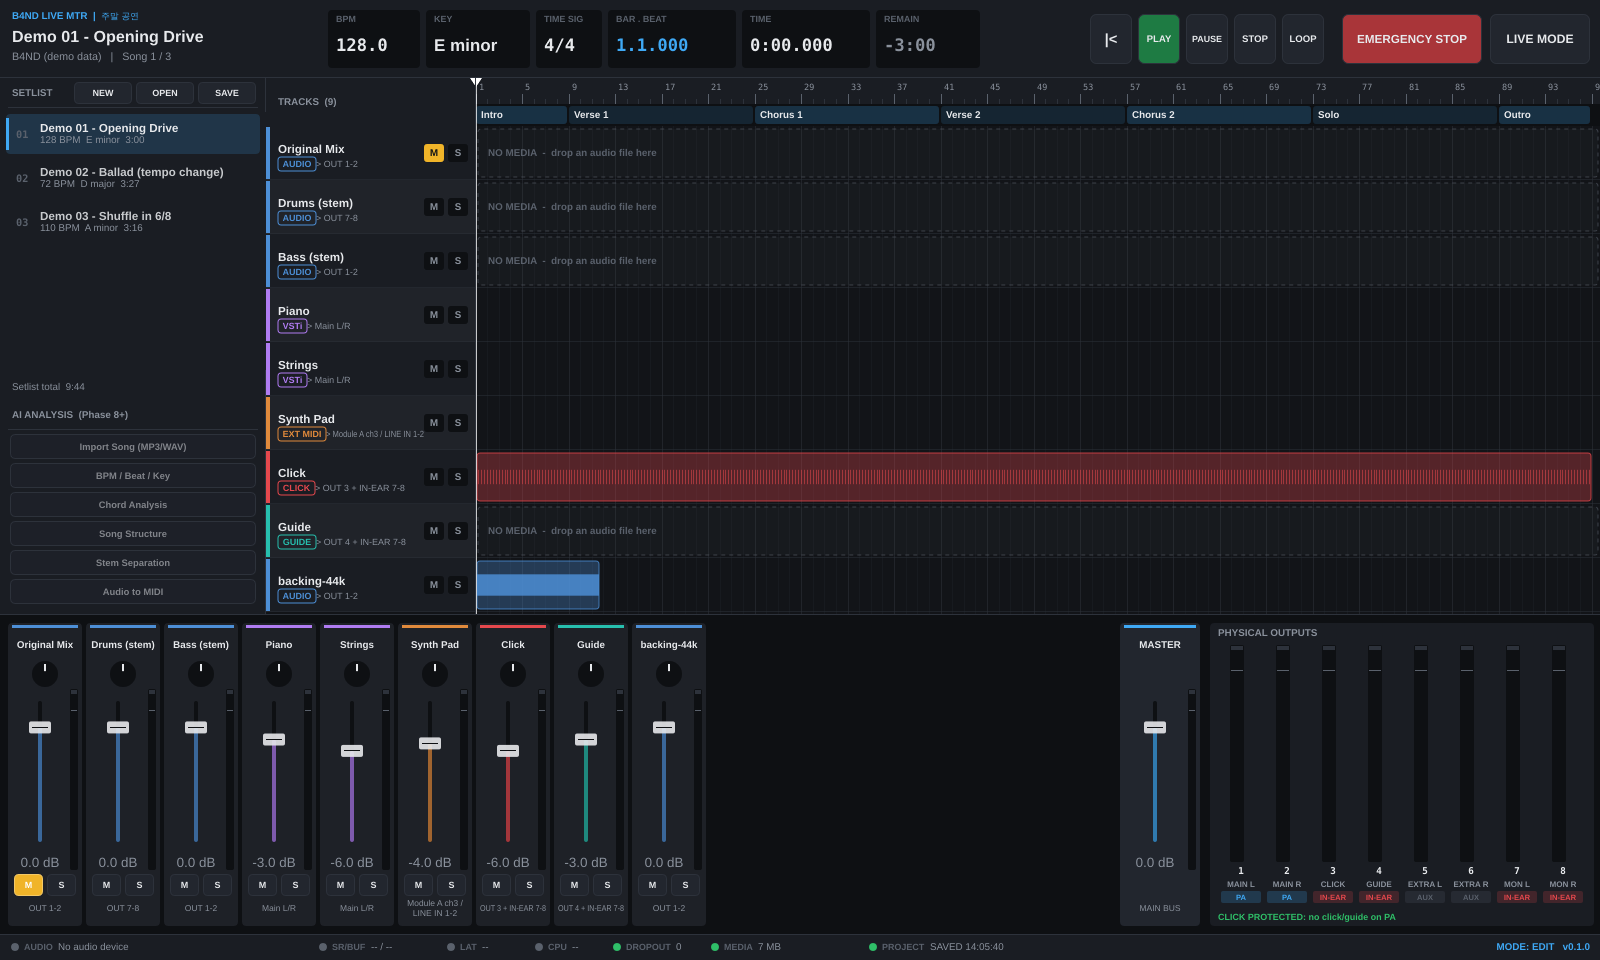 B4ND LIVE MTR | 주말 공연
Demo 01 - Opening Drive
B4ND (demo data) | Song 1 / 3
BPM
128.0
KEY
E minor
TIME SIG
4/4
BAR . BEAT
1.1.000
TIME
0:00.000
REMAIN
-3:00
|<
PLAY
PAUSE
STOP
LOOP
EMERGENCY STOP
LIVE MODE
SETLIST
NEW
OPEN
SAVE
01 Demo 01 - Opening Drive
128 BPM E minor 3:00
02 Demo 02 - Ballad (tempo change)
72 BPM D major 3:27
03 Demo 03 - Shuffle in 6/8
110 BPM A minor 3:16
Setlist total 9:44
AI ANALYSIS (Phase 8+)
Import Song (MP3/WAV)
BPM / Beat / Key
Chord Analysis
Song Structure
Stem Separation
Audio to MIDI
TRACKS (9)
1 5 9 13 17 21 25 29 33 37 41 45 49 53 57 61 65 69 73 77 81 85 89 93 9
Intro Verse 1 Chorus 1 Verse 2 Chorus 2 Solo Outro
Original Mix M S
AUDIO > OUT 1-2
NO MEDIA - drop an audio file here
Drums (stem) M S
AUDIO > OUT 7-8
NO MEDIA - drop an audio file here
Bass (stem) M S
AUDIO > OUT 1-2
NO MEDIA - drop an audio file here
Piano M S
VSTi > Main L/R
Strings M S
VSTi > Main L/R
Synth Pad M S
EXT MIDI > Module A ch3 / LINE IN 1-2
Click M S
CLICK > OUT 3 + IN-EAR 7-8
Guide M S
GUIDE > OUT 4 + IN-EAR 7-8
NO MEDIA - drop an audio file here
backing-44k M S
AUDIO > OUT 1-2
Original Mix
0.0 dB
M S
OUT 1-2
Drums (stem)
0.0 dB
M S
OUT 7-8
Bass (stem)
0.0 dB
M S
OUT 1-2
Piano
-3.0 dB
M S
Main L/R
Strings
-6.0 dB
M S
Main L/R
Synth Pad
-4.0 dB
M S
Module A ch3 /
LINE IN 1-2
Click
-6.0 dB
M S
OUT 3 + IN-EAR 7-8
Guide
-3.0 dB
M S
OUT 4 + IN-EAR 7-8
backing-44k
0.0 dB
M S
OUT 1-2
MASTER
0.0 dB
MAIN BUS
PHYSICAL OUTPUTS
1 2 3 4 5 6 7 8
MAIN L MAIN R CLICK GUIDE EXTRA L EXTRA R MON L MON R
PA PA IN-EAR IN-EAR AUX AUX IN-EAR IN-EAR
CLICK PROTECTED: no click/guide on PA
AUDIO No audio device
SR/BUF -- / --
LAT --
CPU --
DROPOUT 0
MEDIA 7 MB
PROJECT SAVED 14:05:40
MODE: EDIT v0.1.0